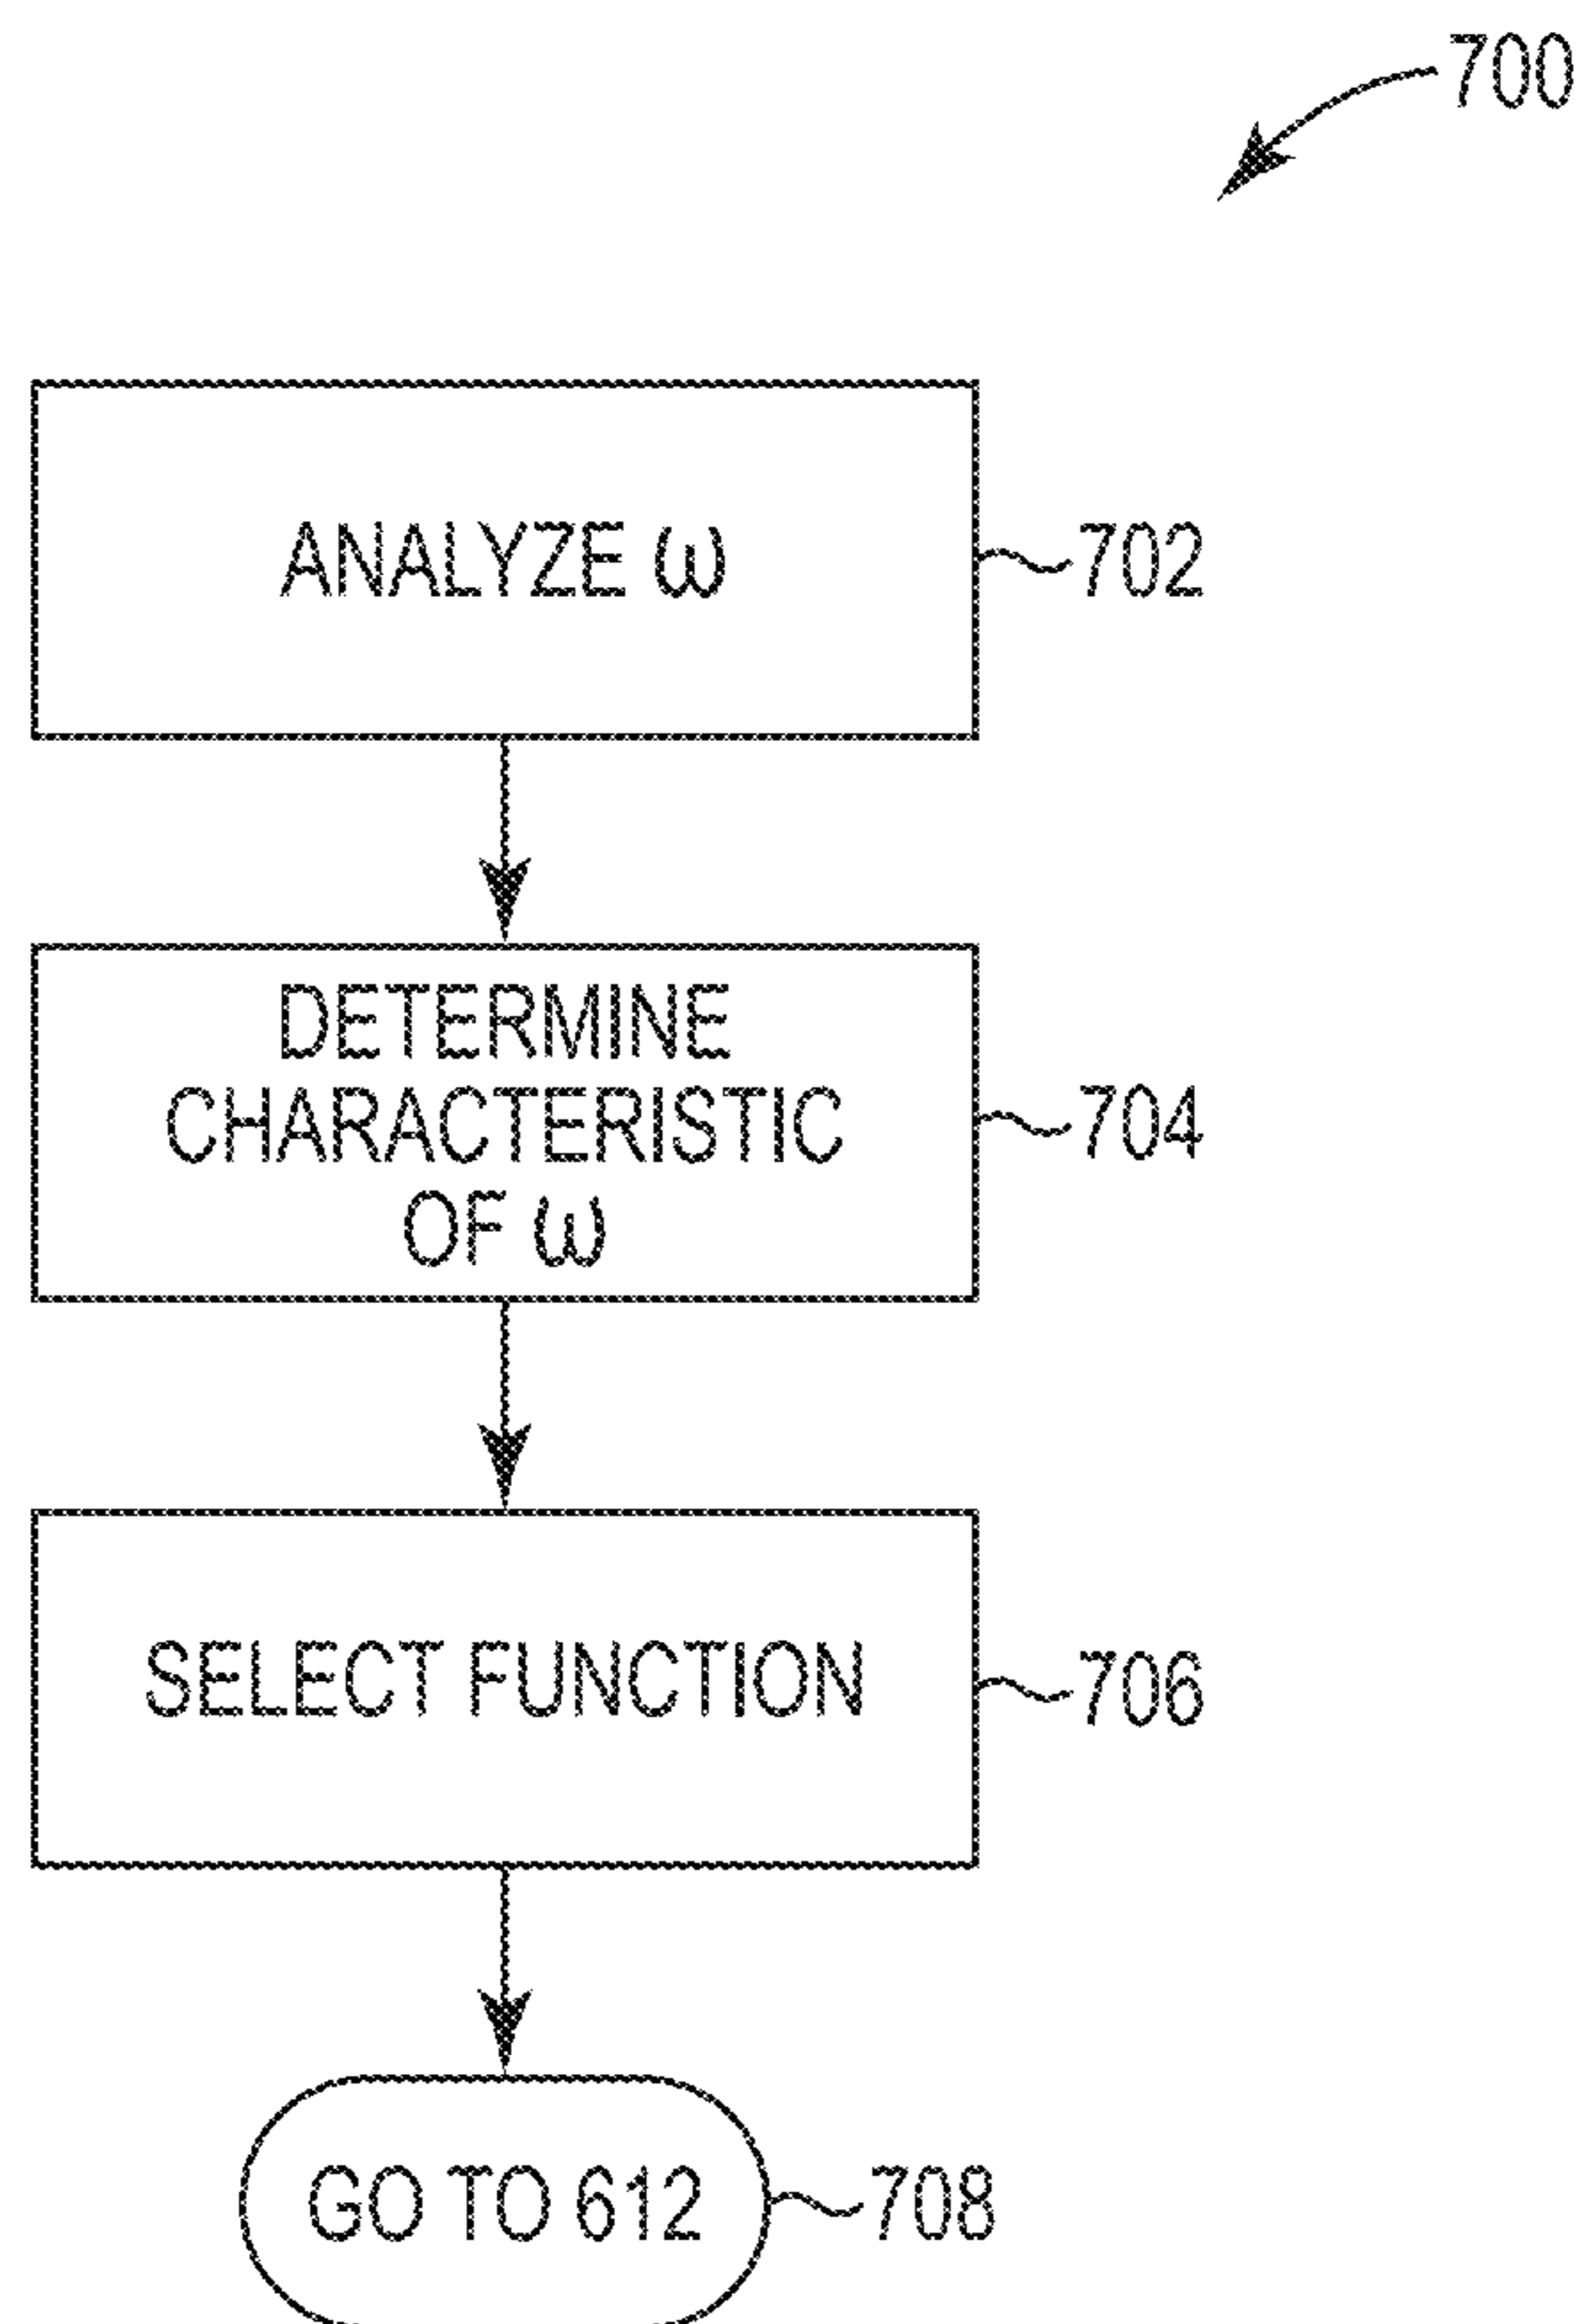 700
ANALYZE ω
702
DETERMINE
CHARACTERISTIC
OF ω
704
SELECT FUNCTION
706
GO TO 612
708